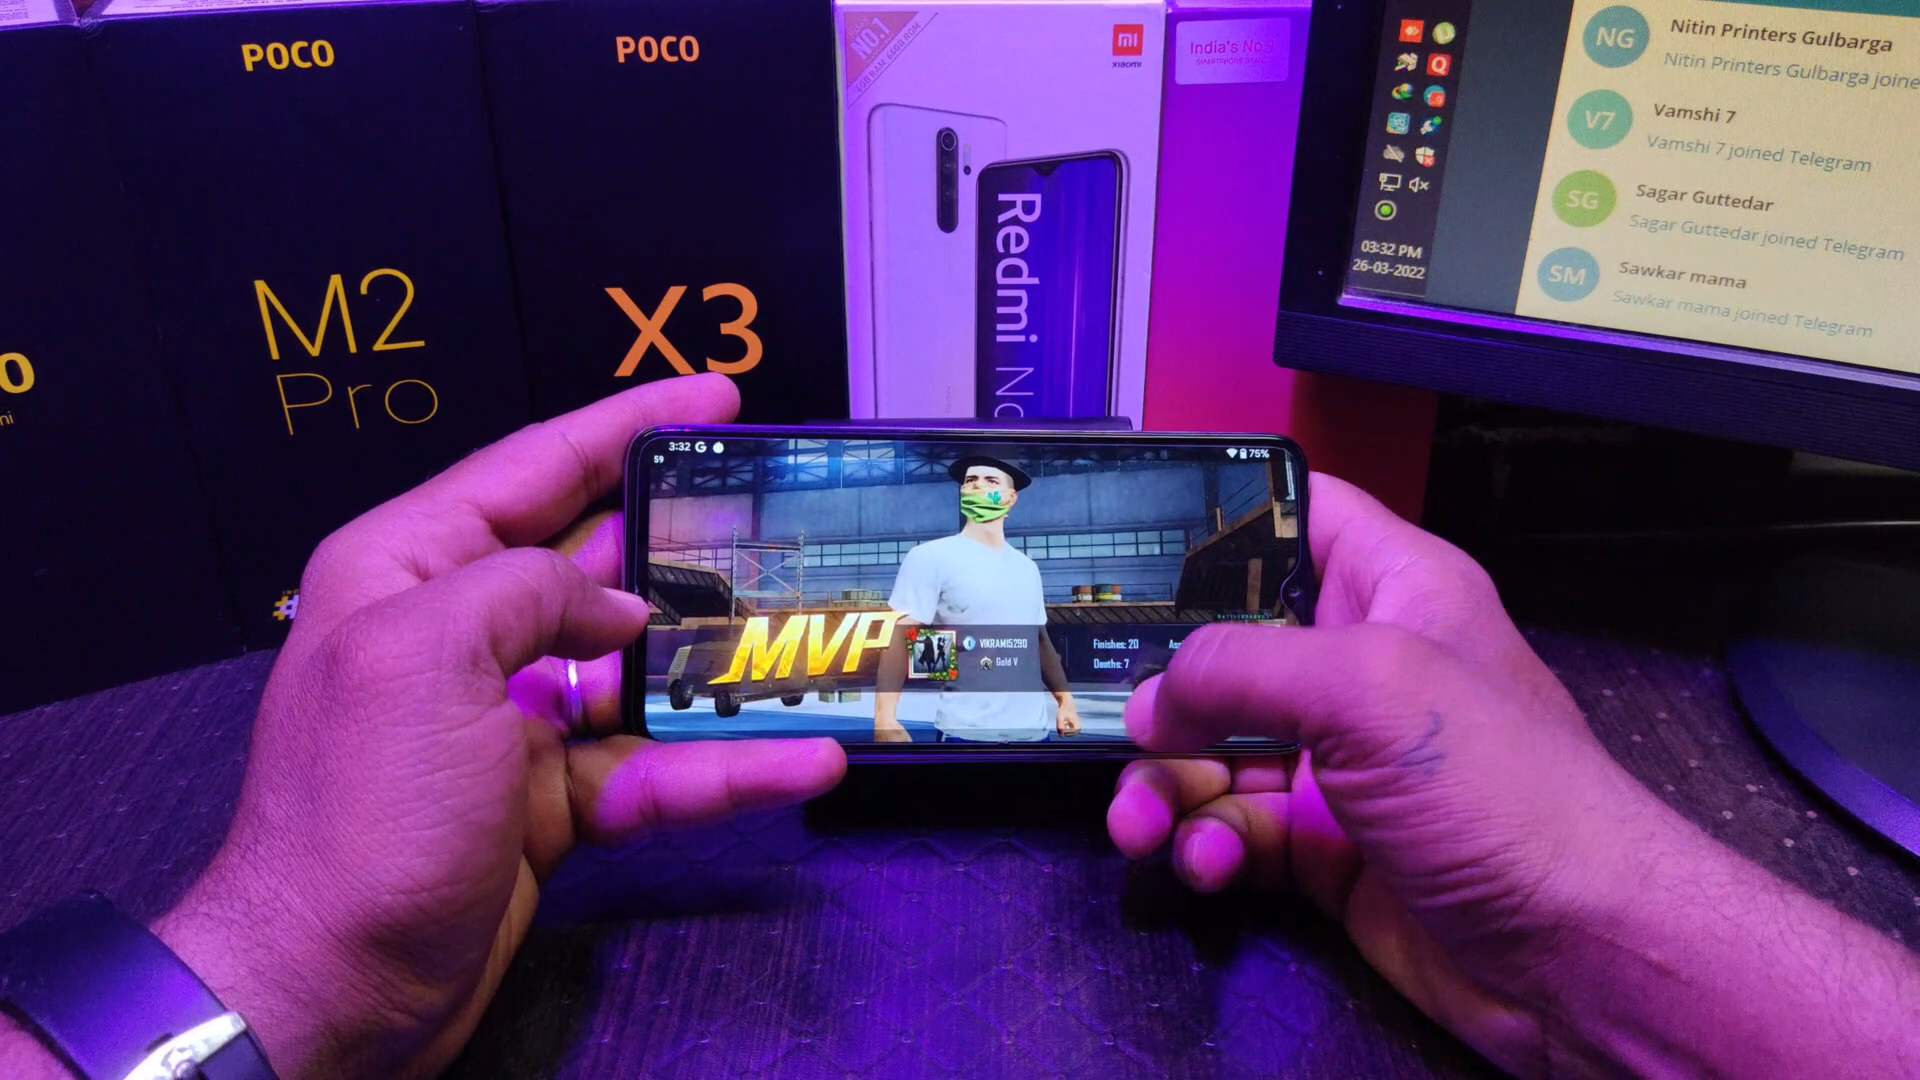 POCO
M2
Pro
POCO
X3
NO.1
xiaomi
Redmi
India's No.1
SMARTPHONE BRAND
NG
Nitin Printers Gulbarga
Nitin Printers Gulbarga joine
V7
Vamshi 7
Vamshi 7 joined Telegram
SG
Sagar Guttedar
Sagar Guttedar joined Telegram
SM
Sawkar mama
Sawkar mama joined Telegram
03:32 PM
26-03-2022
3:32
59
75%
MVP
VIKRAM15290
Gold V
Finishes: 20
Deaths: 7